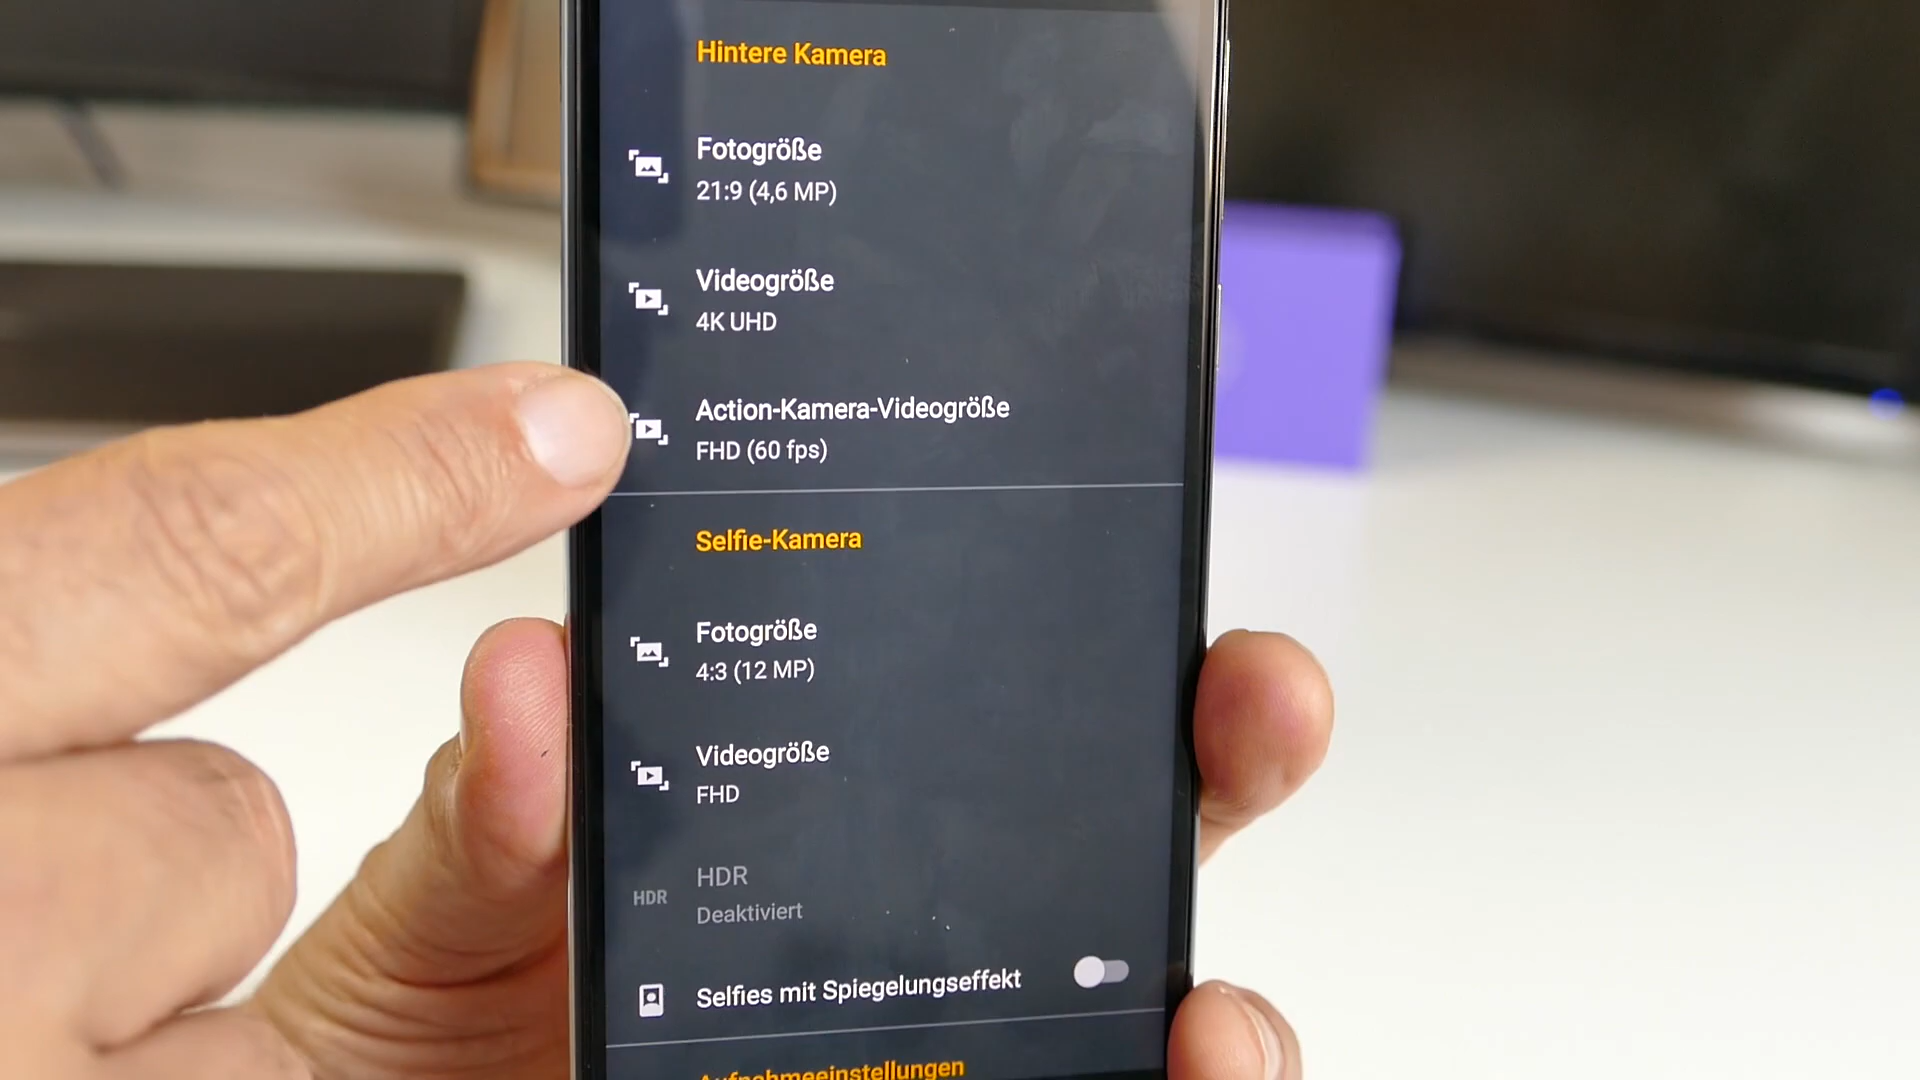 Hintere Kamera
Fotogröße
21:9 (4,6 MP)
Videogröße
4K UHD
Action-Kamera-Videogröße
FHD (60 fps)
Selfie-Kamera
Fotogröße
4:3 (12 MP)
Videogröße
FHD
HDR
HDR
Deaktiviert
Selfies mit Spiegelungseffekt
Aufnahmeeinstellungen